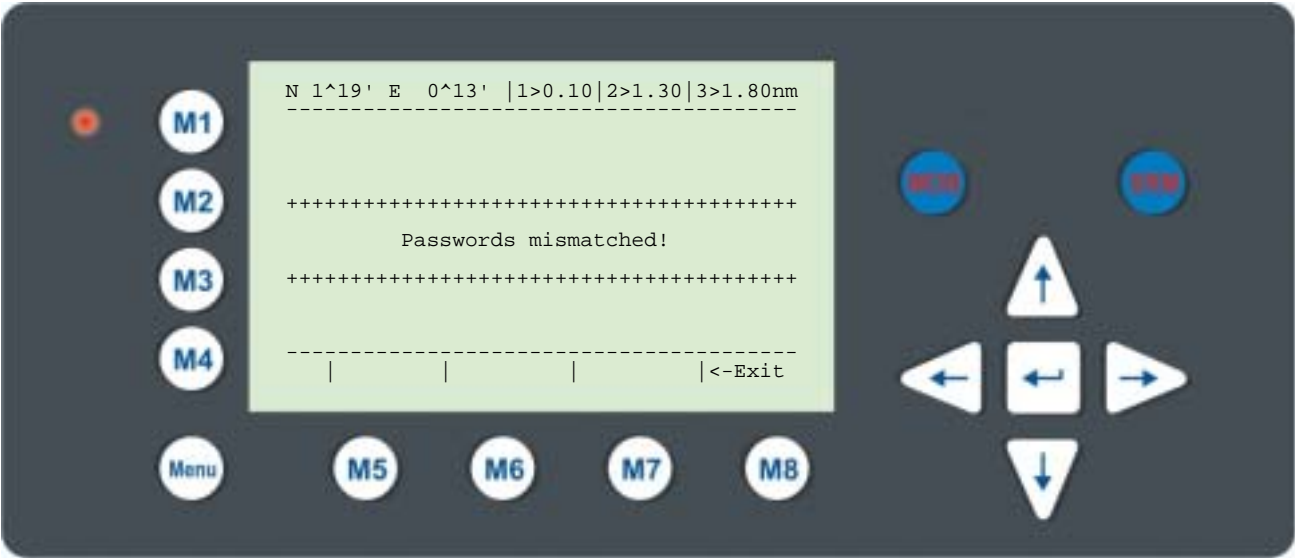 N 1^19' E  0^13' |1>0.10|2>1.30|3>1.80nm
----------------------------------------
++++++++++++++++++++++++++++++++++++++++
Passwords mismatched!
++++++++++++++++++++++++++++++++++++++++
----------------------------------------
|        |         |         |<-Exit
M1
M2
M3
M4
Menu
M5
M6
M7
M8